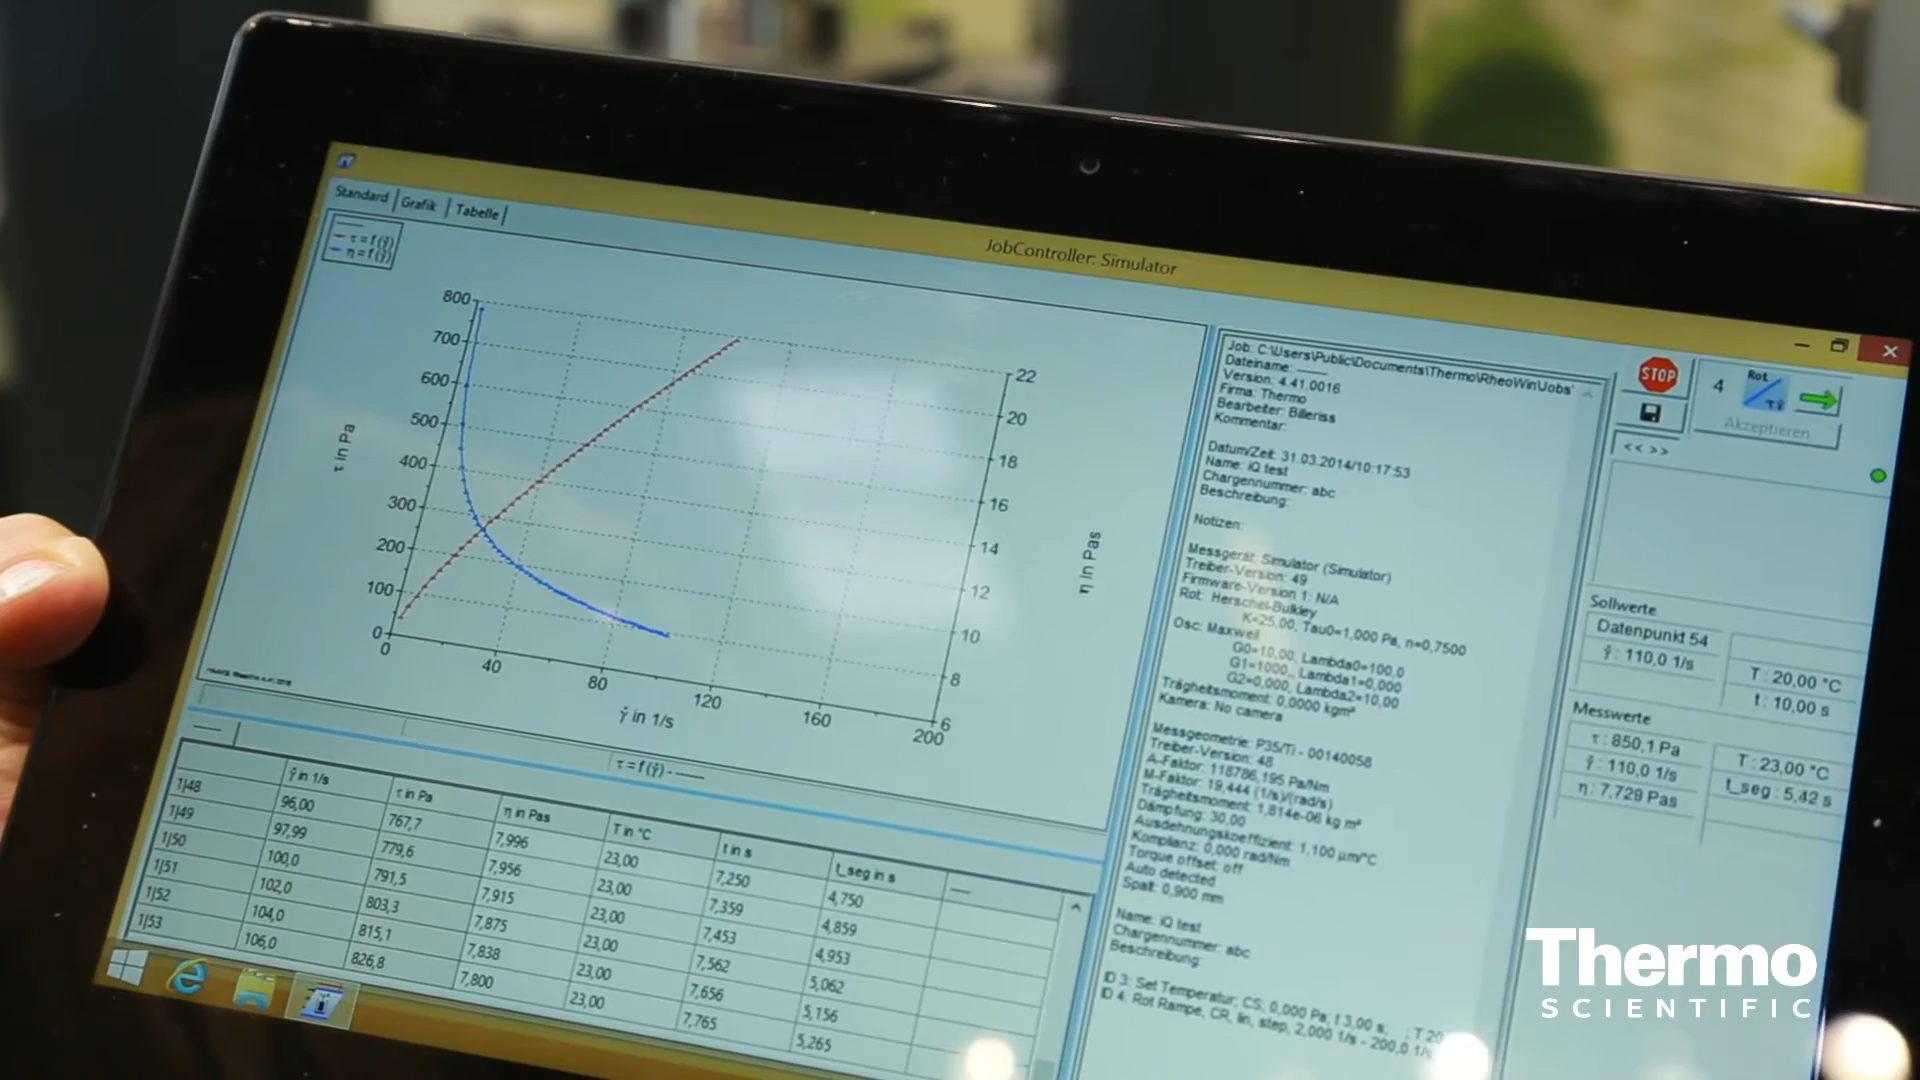 Standard
Grafik
Tabelle
JobController: Simulator
τ = f(γ̇)
η = f(γ̇)
800
700
600
500
400
300
200
100
0
τ in Pa
0
40
80
120
160
200
γ̇ in 1/s
22
20
18
16
14
12
10
8
6
η in Pas
τ = f (γ̇) -
γ̇ in 1/s τ in Pa η in Pas T in °C t in s t_seg in s
1|48 96,00 767,7 7,996 23,00 7,250 4,750
1|49 97,99 779,6 7,956 23,00 7,359 4,859
1|50 100,0 791,5 7,915 23,00 7,453 4,953
1|51 102,0 803,3 7,875 23,00 7,562 5,062
1|52 104,0 815,1 7,838 23,00 7,656 5,156
1|53 106,0 826,8 7,800 23,00 7,765 5,265
Job: C:\Users\Public\Documents\Thermo\RheoWin\Jobs\
Dateiname:
Version: 4.41.0016
Firma: Thermo
Bearbeiter: Billeriss
Kommentar:
Datum/Zeit: 31.03.2014/10:17:53
Name: iQ test
Chargennummer: abc
Beschreibung:
Notizen:
Messgerät: Simulator (Simulator)
Treiber-Version: 49
Firmware-Version 1: N/A
Rot: Herschel-Bulkley
K=25,00, Tau0=1,000 Pa, n=0,7500
Osc: Maxwell
G0=10,00, Lambda0=100,0
G1=1000,, Lambda1=0,000
G2=0,000, Lambda2=10,00
Trägheitsmoment: 0,0000 kgm²
Kamera: No camera
Messgeometrie: P35/Ti - 00140058
Treiber-Version: 48
A-Faktor: 118786,195 Pa/Nm
M-Faktor: 19,444 (1/s)/(rad/s)
Trägheitsmoment: 1,814e-06 kg m²
Dämpfung: 30,00
Ausdehnungskoeffizient: 1,100 µm/°C
Komplianz: 0,000 rad/Nm
Torque offset: off
Auto detected
Spalt: 0,900 mm
Name: iQ test
Chargennummer: abc
Beschreibung:
ID 3: Set Temperatur; CS; 0,000 Pa; t 3,00 s; ; T 20
ID 4: Rot Rampe, CR, lin, step, 2,000 1/s - 200,0 1/s
STOP
4
Rot
τγ̇
Akzeptieren
<< >>
Sollwerte
Datenpunkt 54
γ̇ : 110,0 1/s
T : 20,00 °C
t : 10,00 s
Messwerte
τ : 850,1 Pa
γ̇ : 110,0 1/s
η : 7,729 Pas
T : 23,00 °C
t_seg : 5,42 s
Thermo
SCIENTIFIC